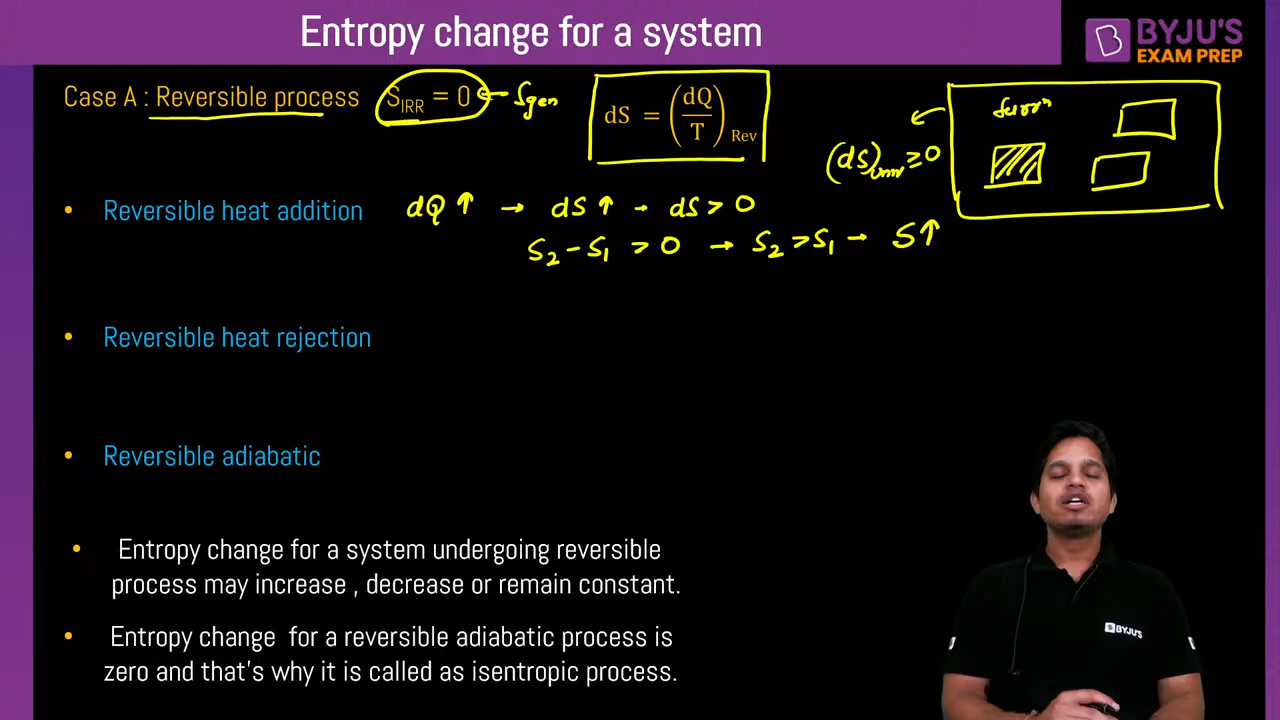 Entropy change for a system
BYJU'S
EXAM PREP
Case A : Reversible process S_IRR = 0 ← Sgen
dS = (dQ/T)_Rev
(dS)univ ≥ 0
surr^n
• Reversible heat addition dQ ↑ → dS ↑ → dS > 0
S₂ - S₁ > 0 → S₂ > S₁ → S↑
• Reversible heat rejection
• Reversible adiabatic
• Entropy change for a system undergoing reversible
process may increase , decrease or remain constant.
• Entropy change for a reversible adiabatic process is
zero and that's why it is called as isentropic process.
BYJU'S